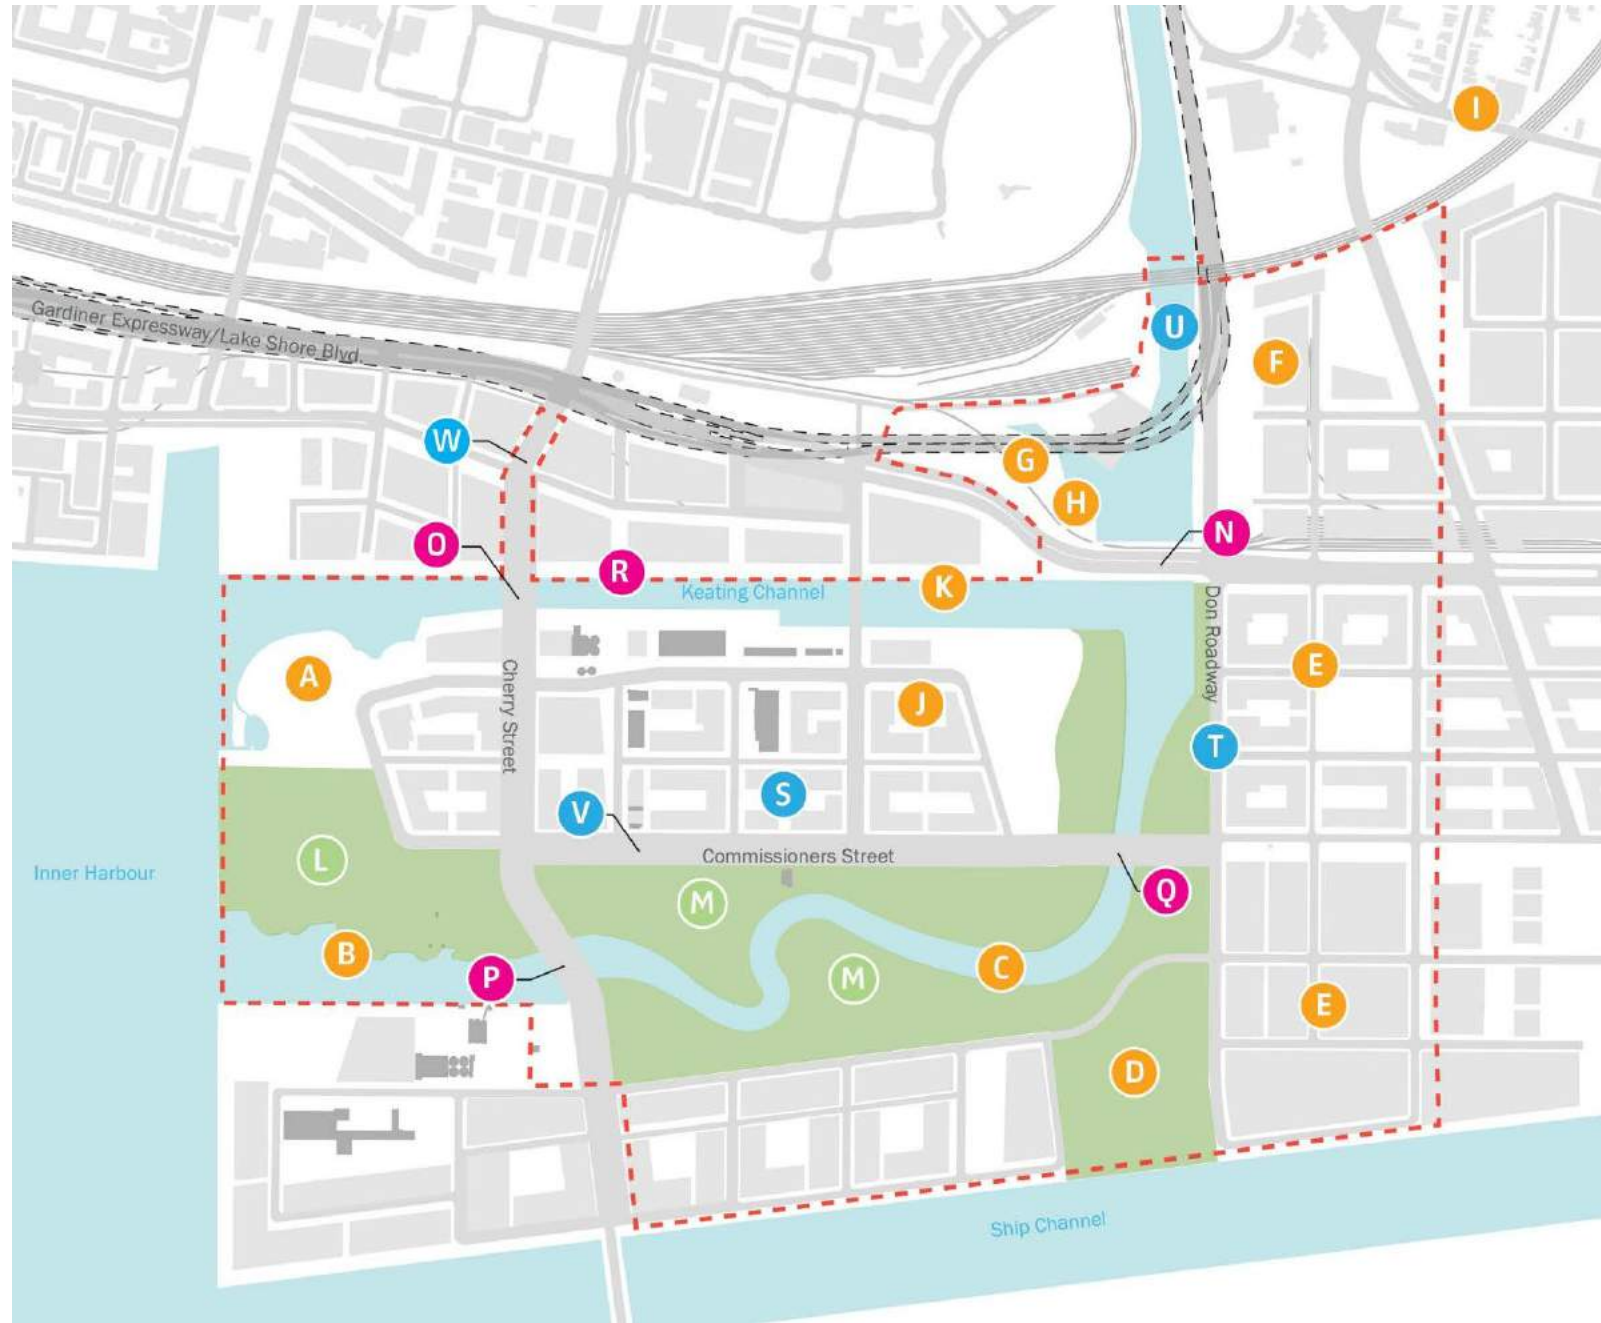 I
Gardiner Expressway/Lake Shore Blvd.
U
F
W
G
H
O
N
R
K
Keating Channel
Don Roadway
E
A
Cherry Street
J
T
V
S
Commissioners Street
L
Inner Harbour
M
Q
B
P
C
M
E
D
Ship Channel